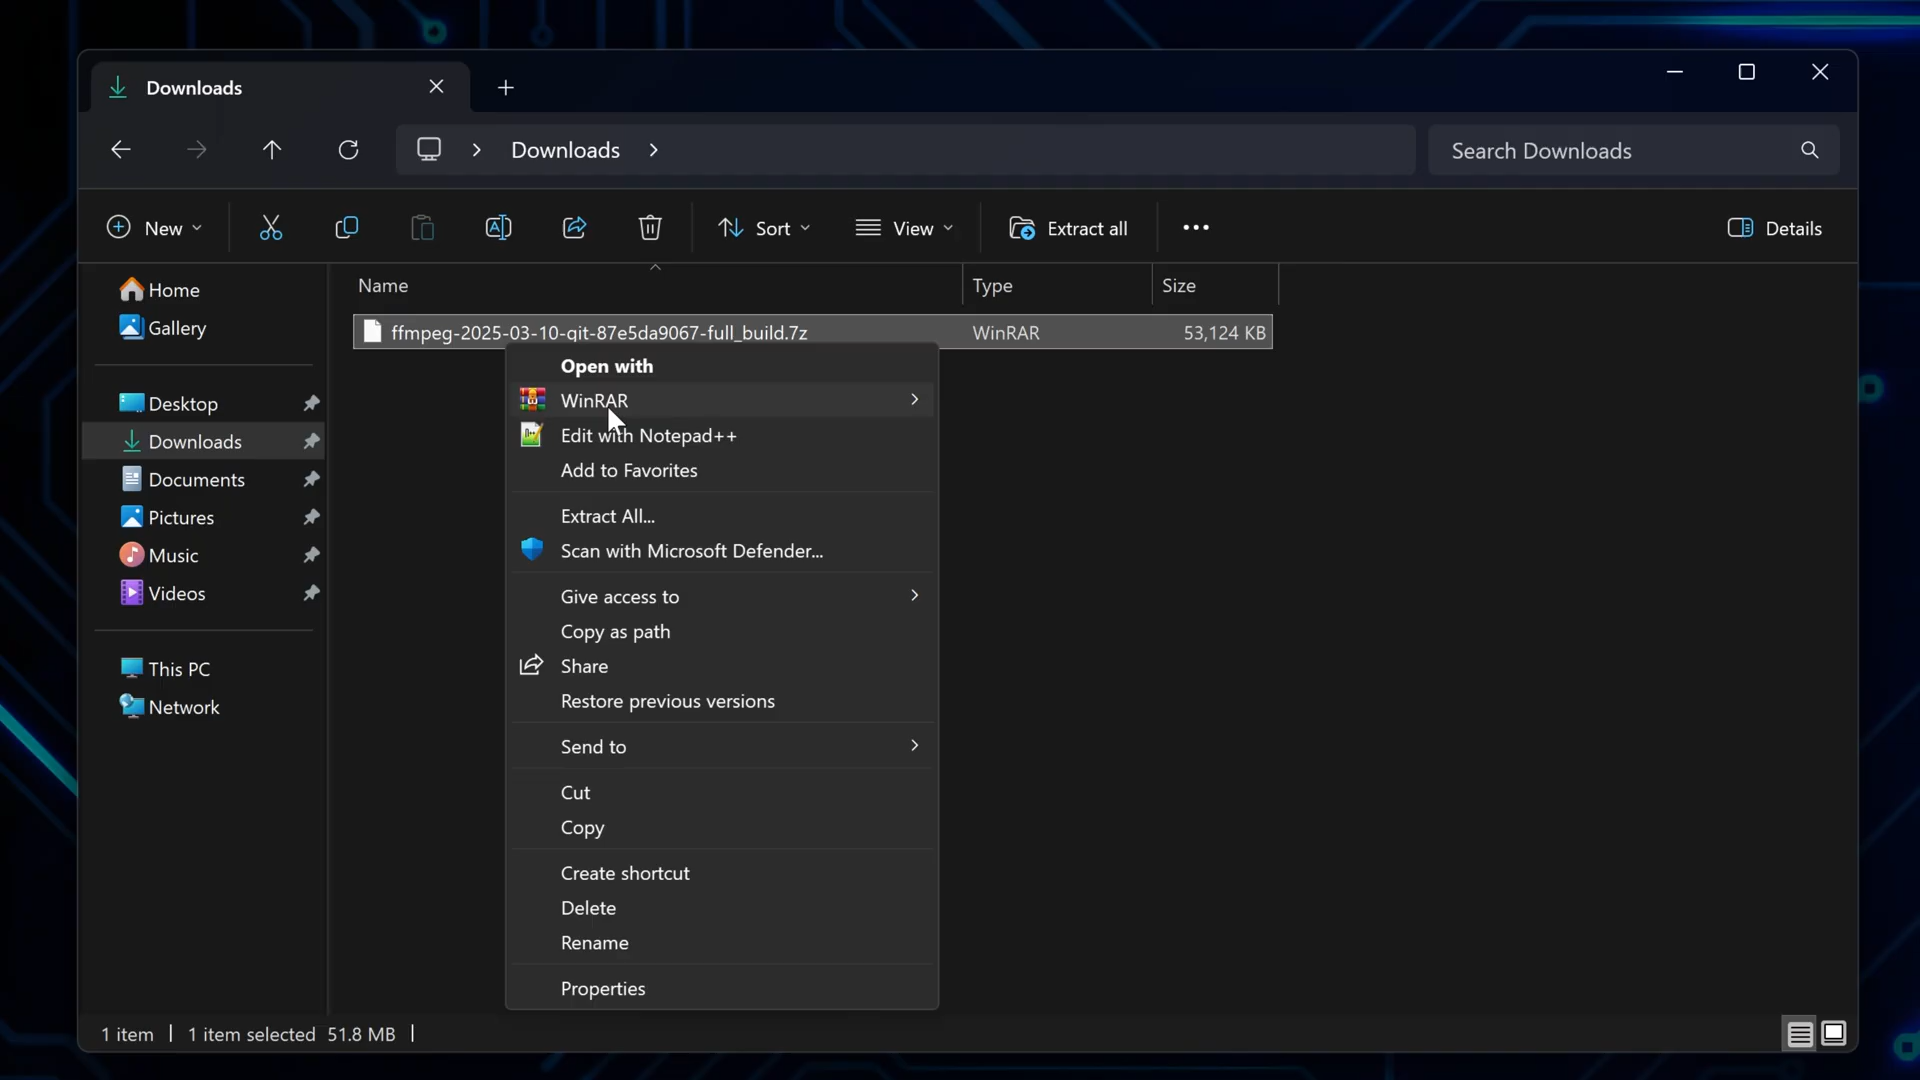 Downloads
Downloads
Search Downloads
New
Sort
View
Extract all
Details
Home
Gallery
Desktop
Downloads
Documents
Pictures
Music
Videos
This PC
Network
Name Type Size
ffmpeg-2025-03-10-git-87e5da9067-full_build.7z WinRAR 53,124 KB
Open with
WinRAR
Edit with Notepad++
Add to Favorites
Extract All...
Scan with Microsoft Defender...
Give access to
Copy as path
Share
Restore previous versions
Send to
Cut
Copy
Create shortcut
Delete
Rename
Properties
1 item 1 item selected 51.8 MB